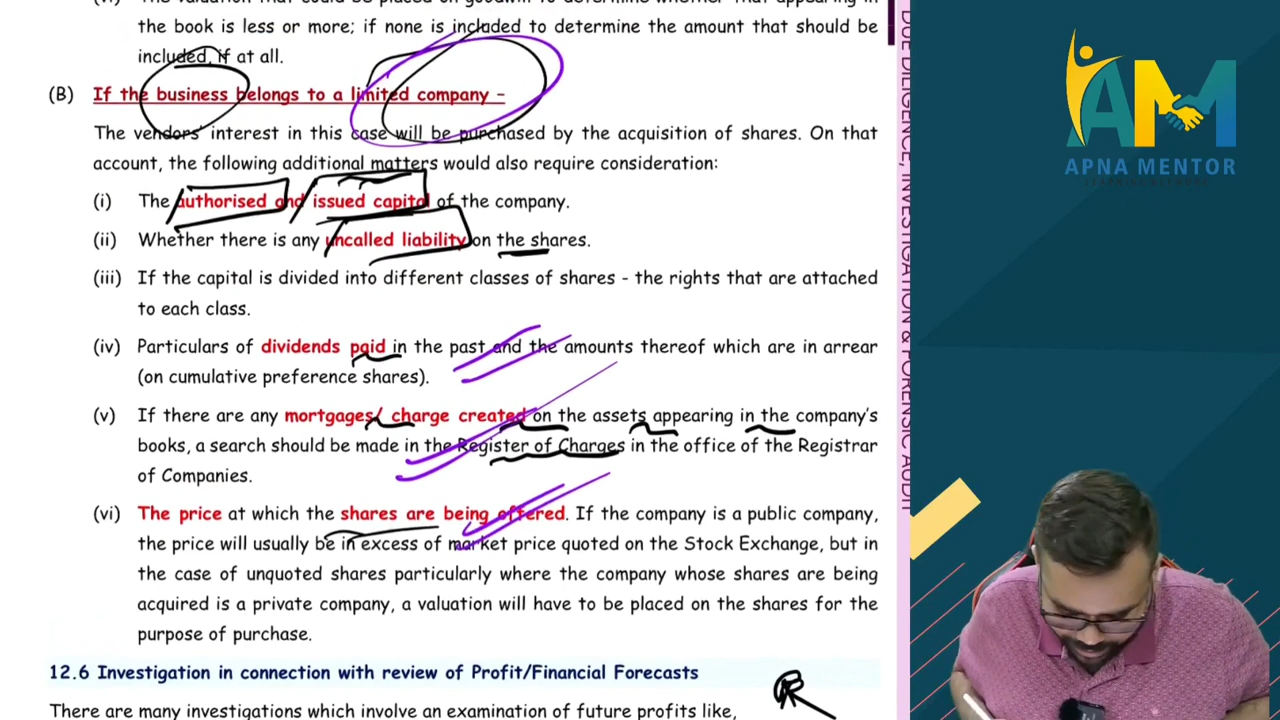 the book is less or more; if none is included to determine the amount that should be
included, if at all.
(B) If the business belongs to a limited company -
The vendors' interest in this case will be purchased by the acquisition of shares. On that
account, the following additional matters would also require consideration:
(i) The authorised and issued capital of the company.
(ii) Whether there is any uncalled liability on the shares.
(iii) If the capital is divided into different classes of shares - the rights that are attached
to each class.
(iv) Particulars of dividends paid in the past and the amounts thereof which are in arrear
(on cumulative preference shares).
(v) If there are any mortgages/ charge created on the assets appearing in the company's
books, a search should be made in the Register of Charges in the office of the Registrar
of Companies.
(vi) The price at which the shares are being offered. If the company is a public company,
the price will usually be in excess of market price quoted on the Stock Exchange, but in
the case of unquoted shares particularly where the company whose shares are being
acquired is a private company, a valuation will have to be placed on the shares for the
purpose of purchase.
12.6 Investigation in connection with review of Profit/Financial Forecasts
There are many investigations which involve an examination of future profits like,
DUE DILIGENCE, INVESTIGATION & FORENSIC AUDIT
AM
APNA MENTOR